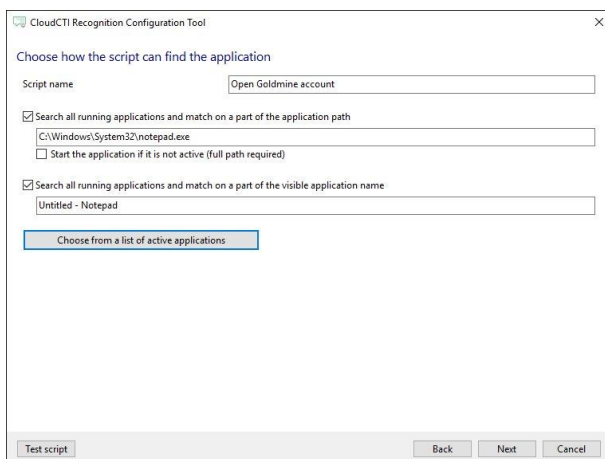 CloudCTI Recognition Configuration Tool
Choose how the script can find the application
Script name Open Goldmine account
Search all running applications and match on a part of the application path
C:\Windows\System32\notepad.exe
Start the application if it is not active (full path required)
Search all running applications and match on a part of the visible application name
Untitled - Notepad
Choose from a list of active applications
Test script Back Next Cancel